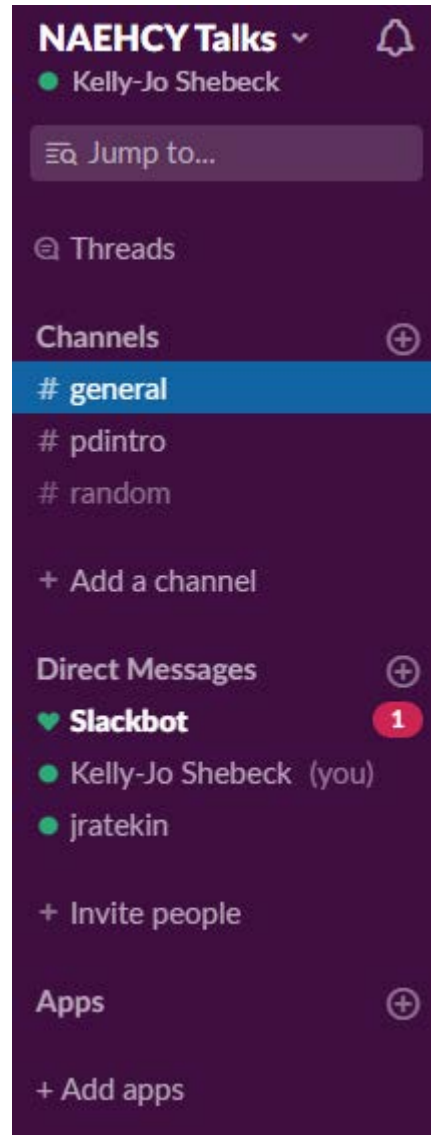 NAEHCY Talks
Kelly-Jo Shebeck
Jump to...
Threads
Channels
# general
# pdintro
# random
+ Add a channel
Direct Messages
Slackbot 1
Kelly-Jo Shebeck (you)
jratekin
+ Invite people
Apps
+ Add apps